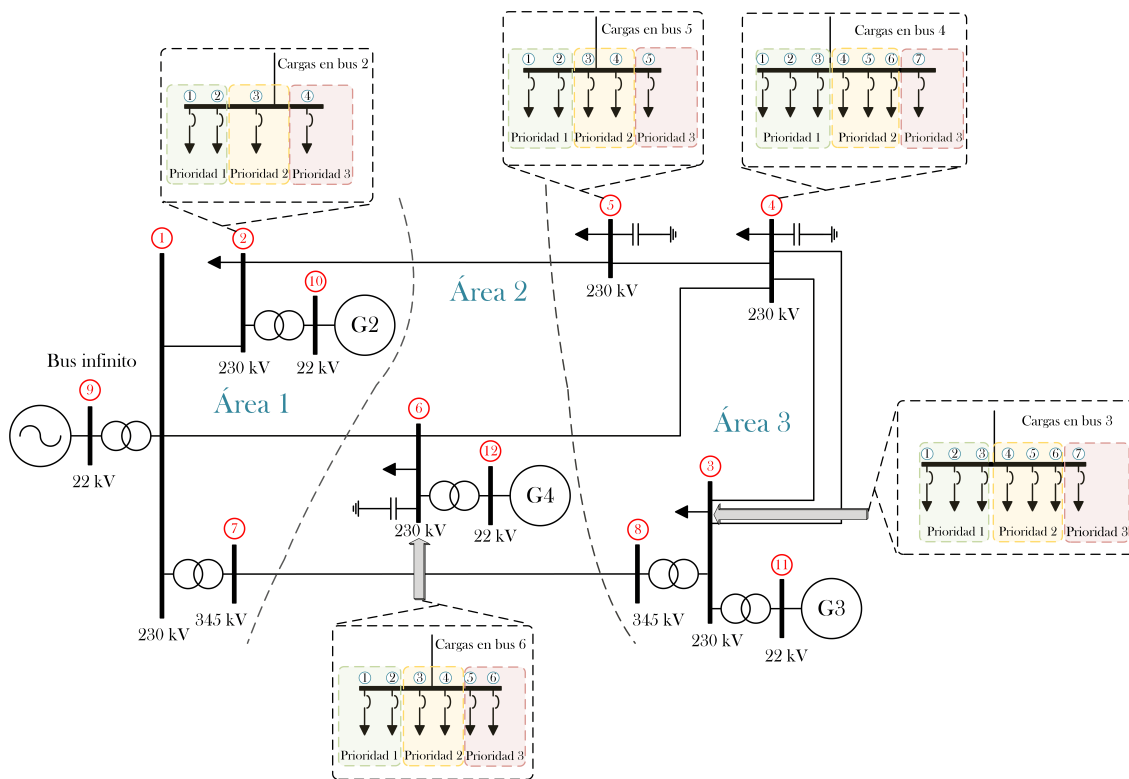 Cargas en bus 2
① ② ③ ④
Prioridad 1 Prioridad 2 Prioridad 3
Cargas en bus 5
① ② ③ ④ ⑤
Prioridad 1 Prioridad 2 Prioridad 3
Cargas en bus 4
① ② ③ ④ ⑤ ⑥ ⑦
Prioridad 1 Prioridad 2 Prioridad 3
① ② ⑤ ④
230 kV 230 kV
Área 2
⑩
G2
230 kV 22 kV
Bus infinito
⑨
22 kV
Área 1
⑥
Área 3
⑫
G4
230 kV 22 kV
③
Cargas en bus 3
① ② ③ ④ ⑤ ⑥ ⑦
Prioridad 1 Prioridad 2 Prioridad 3
⑦ ⑧
⑪
G3
345 kV 345 kV
230 kV 230 kV
22 kV
Cargas en bus 6
① ② ③ ④ ⑤ ⑥
Prioridad 1 Prioridad 2 Prioridad 3